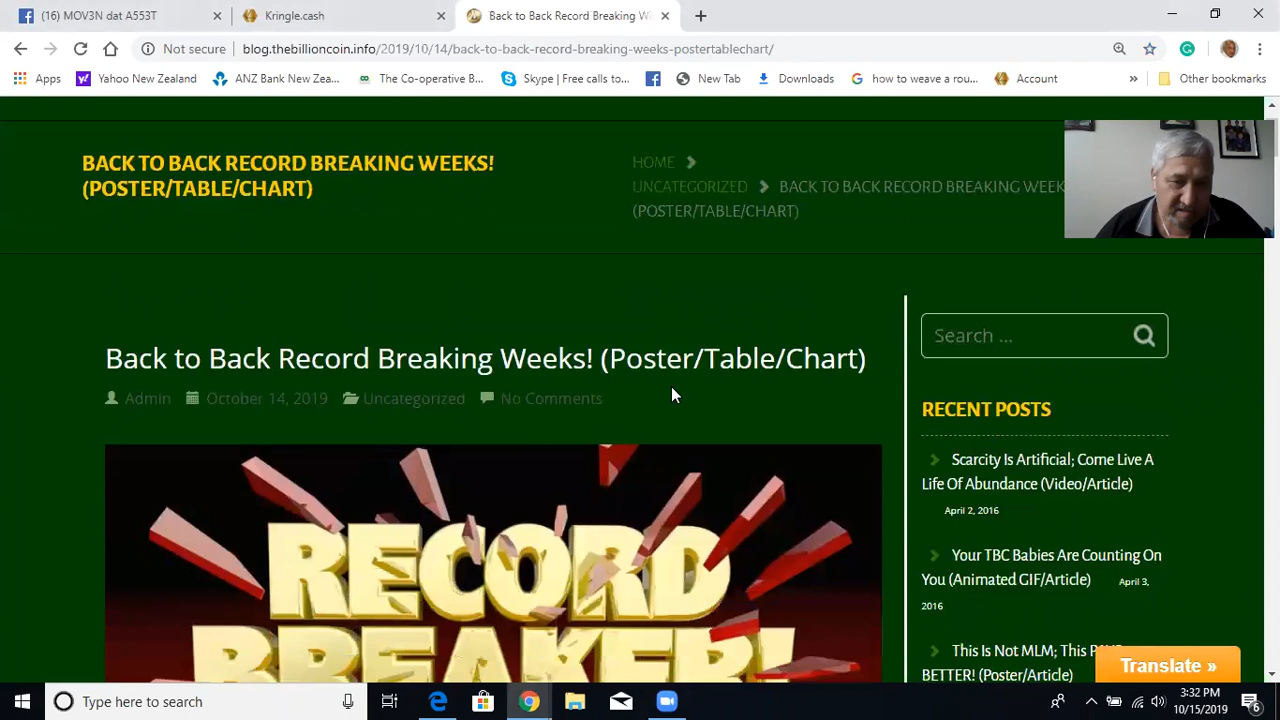 (16) MOV3N dat A553T
Kringle.cash
Back to Back Record Breaking W
Not secure
blog.thebillioncoin.info/2019/10/14/back-to-back-record-breaking-weeks-postertablechart/
Apps
Yahoo New Zealand
ANZ Bank New Zea...
The Co-operative B...
Skype | Free calls to...
New Tab
Downloads
how to weave a rou...
Account
»
Other bookmarks
BACK TO BACK RECORD BREAKING WEEKS!
(POSTER/TABLE/CHART)
HOME
UNCATEGORIZED
BACK TO BACK RECORD BREAKING WEEK
(POSTER/TABLE/CHART)
Back to Back Record Breaking Weeks! (Poster/Table/Chart)
Admin
October 14, 2019
Uncategorized
No Comments
RECORD
BREAKER!
Search ...
RECENT POSTS
Scarcity Is Artificial; Come Live A
Life Of Abundance (Video/Article)
April 2, 2016
Your TBC Babies Are Counting On
You (Animated GIF/Article) April 3,
2016
This Is Not MLM; This
BETTER! (Poster/Article)
Translate »
Type here to search
3:32 PM
10/15/2019
6